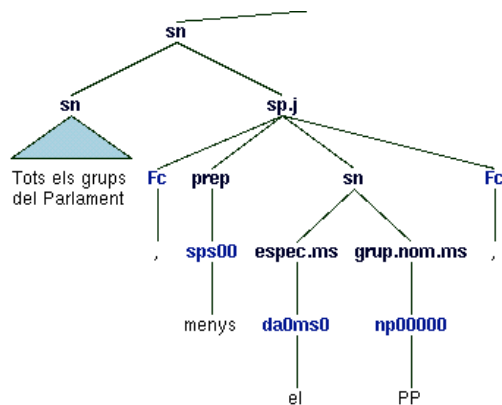 sn
sn sp.j
Tots els grups
del Parlament
Fc prep sn Fc
, sps00 espec.ms grup.nom.ms ,
menys da0ms0 np00000
el PP